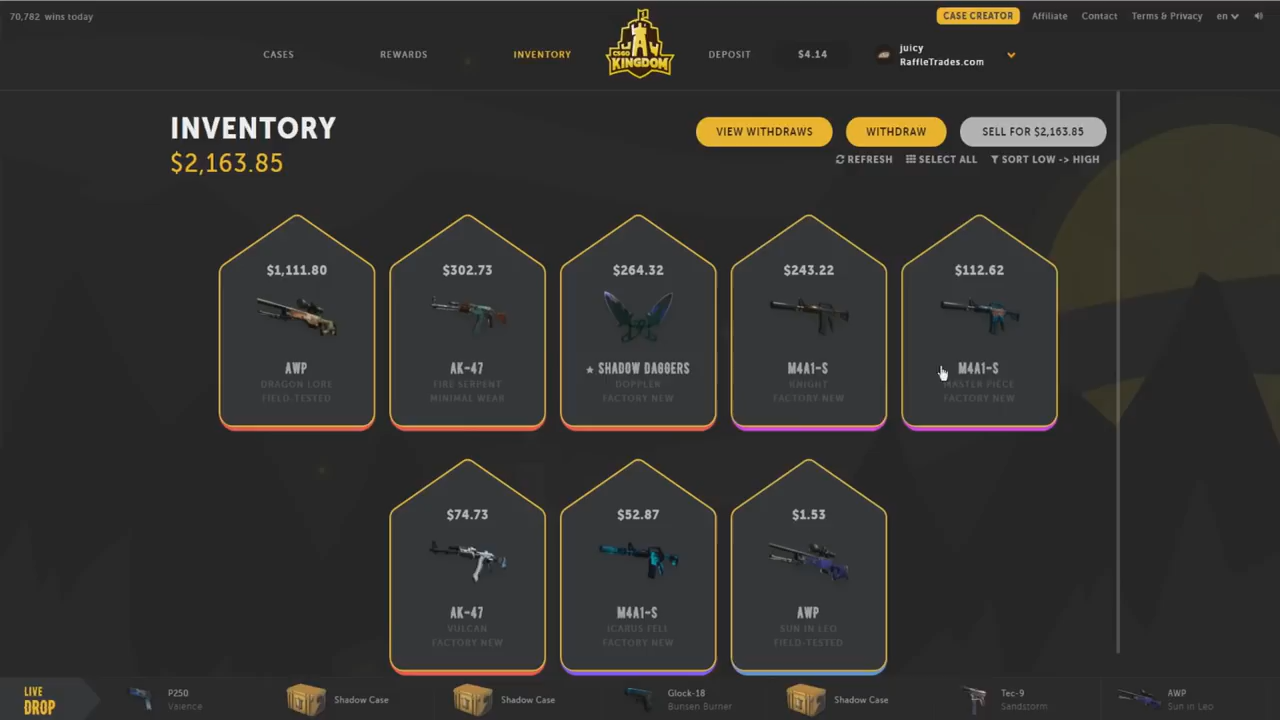 70,782 wins today
CASE CREATOR
Affiliate
Contact
Terms & Privacy
en
CASES
REWARDS
INVENTORY
CSGO
KINGDOM
DEPOSIT
$4.14
juicy
RaffleTrades.com
INVENTORY
$2,163.85
VIEW WITHDRAWS
WITHDRAW
SELL FOR $2,163.85
REFRESH
SELECT ALL
SORT LOW -> HIGH
$1,111.80
AWP
DRAGON LORE
FIELD-TESTED
$302.73
AK-47
FIRE SERPENT
MINIMAL WEAR
$264.32
★ SHADOW DAGGERS
DOPPLER
FACTORY NEW
$243.22
M4A1-S
KNIGHT
FACTORY NEW
$112.62
M4A1-S
MASTER PIECE
FACTORY NEW
$74.73
AK-47
VULCAN
FACTORY NEW
$52.87
M4A1-S
ICARUS FELL
FACTORY NEW
$1.53
AWP
SUN IN LEO
FIELD-TESTED
LIVE
DROP
P250
Valence
Shadow Case
Shadow Case
Glock-18
Bunsen Burner
Shadow Case
Tec-9
Sandstorm
AWP
Sun in Leo